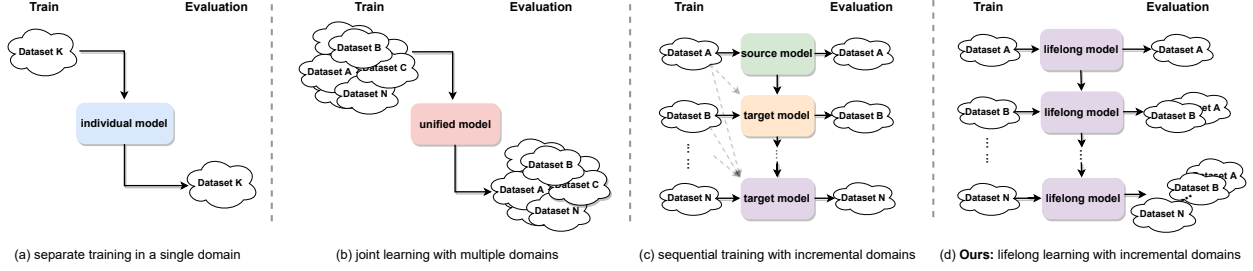 Train Evaluation
Dataset K
individual model
Dataset K
(a) separate training in a single domain
Train Evaluation
Dataset B
Dataset C
Dataset A
Dataset N
unified model
Dataset B
Dataset C
Dataset A
Dataset N
(b) joint learning with multiple domains
Train Evaluation
Dataset A source model Dataset A
Dataset B target model Dataset B
Dataset N target model Dataset N
(c) sequential training with incremental domains
Train Evaluation
Dataset A lifelong model Dataset A
Dataset B lifelong model Dataset B taset A
Dataset N lifelong model Dataset N Dataset B taset A
(d) Ours: lifelong learning with incremental domains